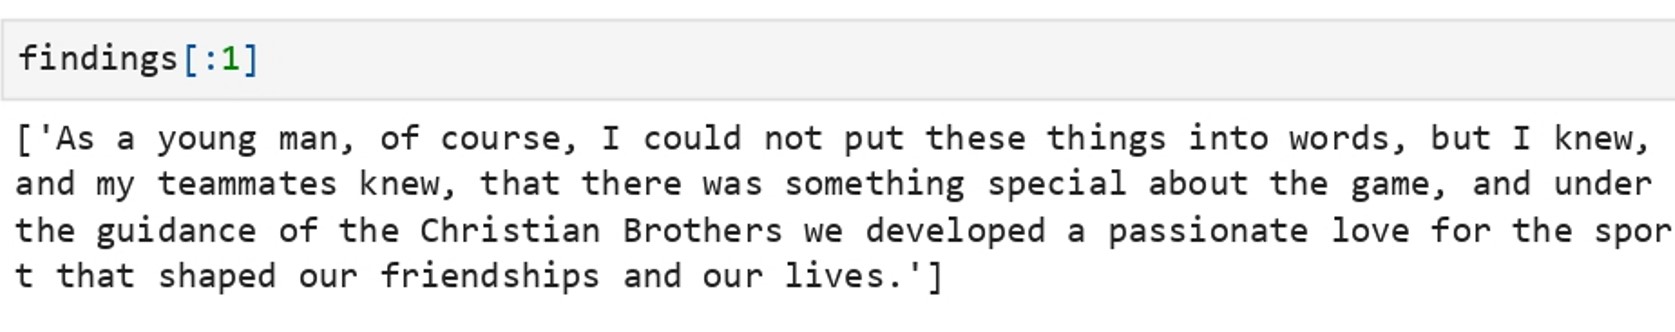 findings[:1]
['As a young man, of course, I could not put these things into words, but I knew,
and my teammates knew, that there was something special about the game, and under
the guidance of the Christian Brothers we developed a passionate love for the spor
t that shaped our friendships and our lives.']